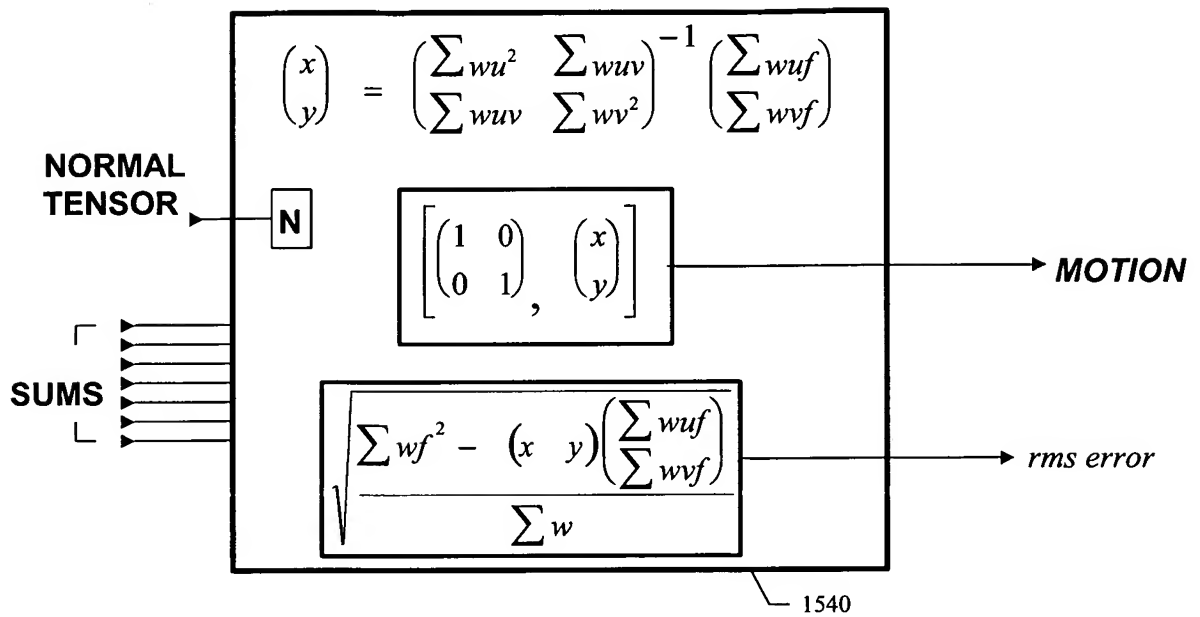 (x y) = (∑wu² ∑wuv ∑wuv ∑wv²)⁻¹ (∑wuf ∑wvf)
NORMAL
TENSOR
N
[(1 0 0 1), (x y)]
MOTION
SUMS
√((∑wf² - (x y)(∑wuf ∑wvf)) / ∑w)
rms error
1540